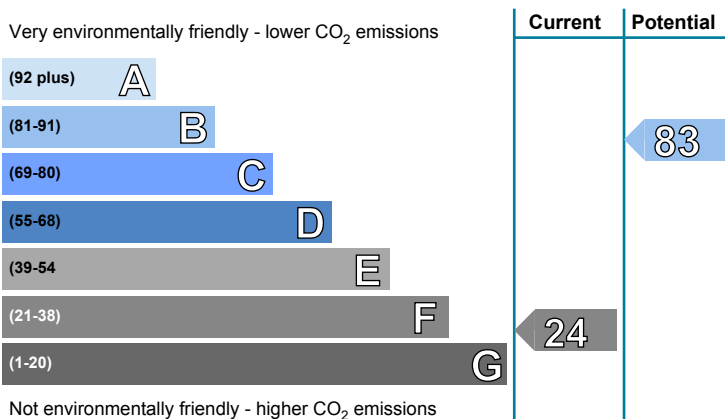 Current Potential
Very environmentally friendly - lower CO₂ emissions
(92 plus) A
(81-91) B
83
(69-80) C
(55-68) D
(39-54 E
(21-38) F
24
(1-20) G
Not environmentally friendly - higher CO₂ emissions